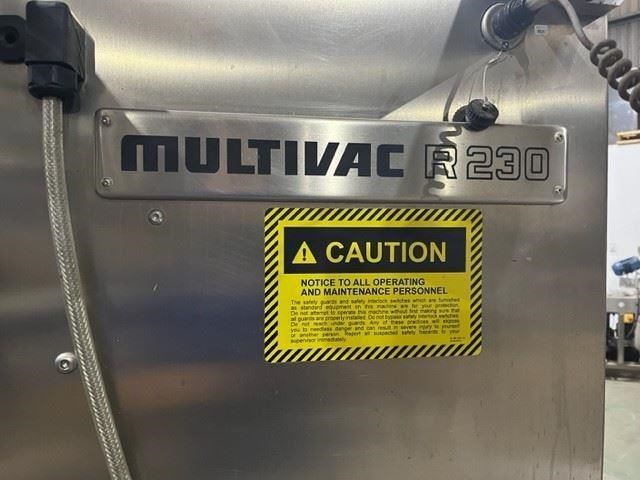 MULTIVAC R 230
CAUTION
NOTICE TO ALL OPERATING
AND MAINTENANCE PERSONNEL
The safety guards and safety interlock switches which are furnished
as standard equipment on this machine are for your protection.
Do not attempt to operate this machine without first making sure that
all guards are properly installed. Do not bypass safety interlock switches.
Do not reach under guards. Any of these practices will expose
you to needless danger and can result in severe injury to yourself
or another person. Report all suspected safety hazards to your
supervisor immediately.